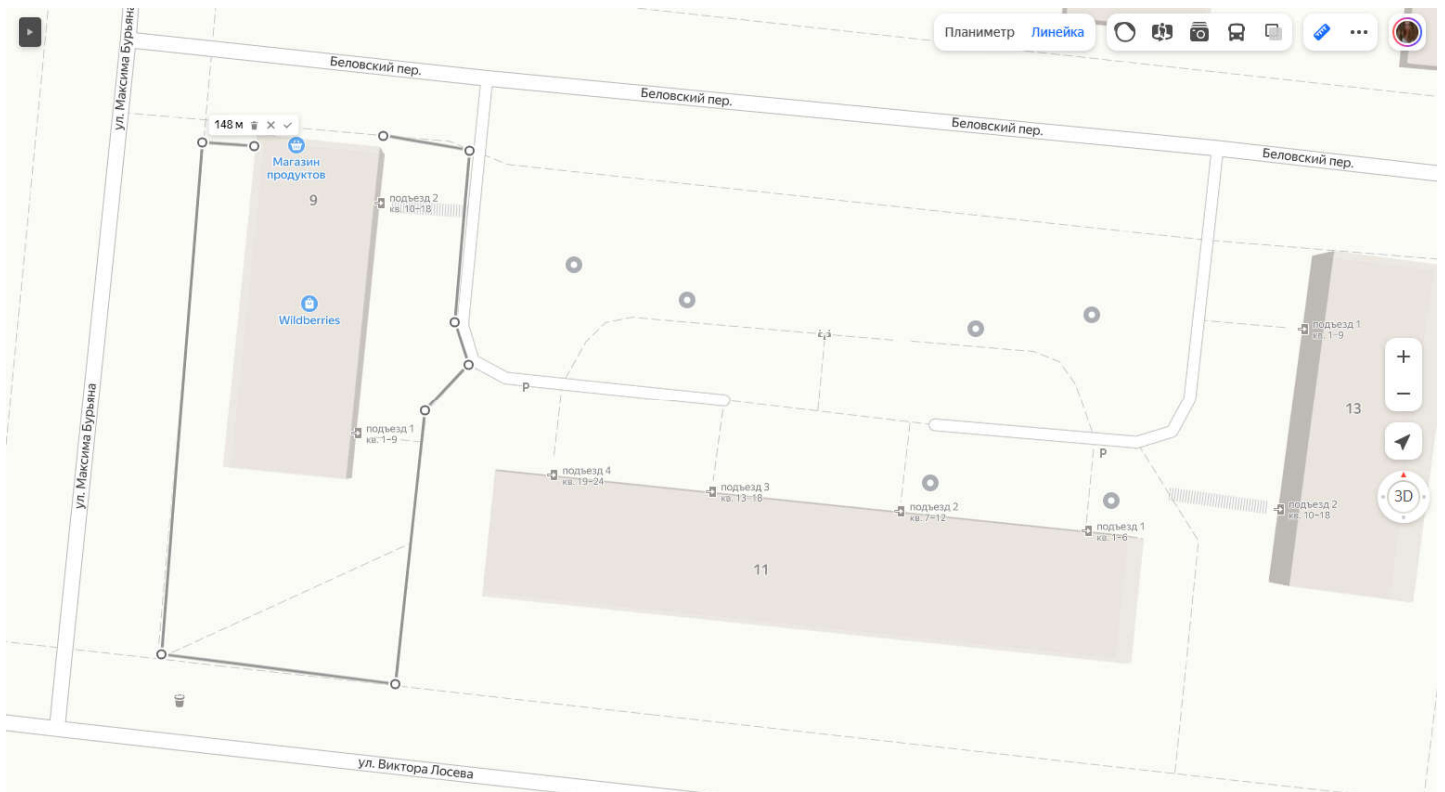 Планиметр Линейка
ул. Максима Бурьяна
Беловский пер.
Беловский пер.
Беловский пер.
Беловский пер.
148 м
Магазин
продуктов
9
подъезд 2
кв. 10–18
Wildberries
подъезд 1
кв. 1–9
ул. Максима Бурьяна
P
подъезд 1
кв. 1–9
13
3D
P
подъезд 4
кв. 19–24
подъезд 3
кв. 13–18
подъезд 2
кв. 7–12
подъезд 1
кв. 1–6
подъезд 2
кв. 10–18
11
ул. Виктора Лосева